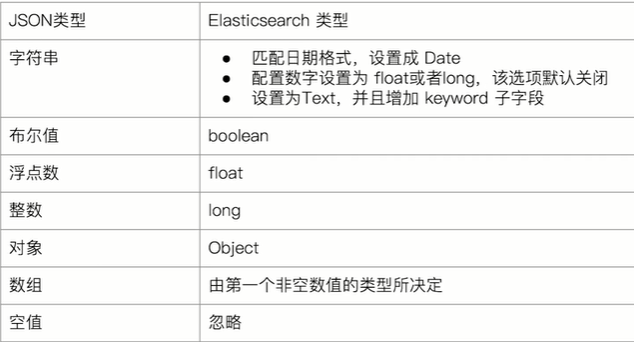 JSON类型 Elasticsearch 类型
字符串
● 匹配日期格式，设置成 Date
● 配置数字设置为 float或者long，该选项默认关闭
● 设置为Text，并且增加 keyword 子字段
布尔值 boolean
浮点数 float
整数 long
对象 Object
数组 由第一个非空数值的类型所决定
空值 忽略